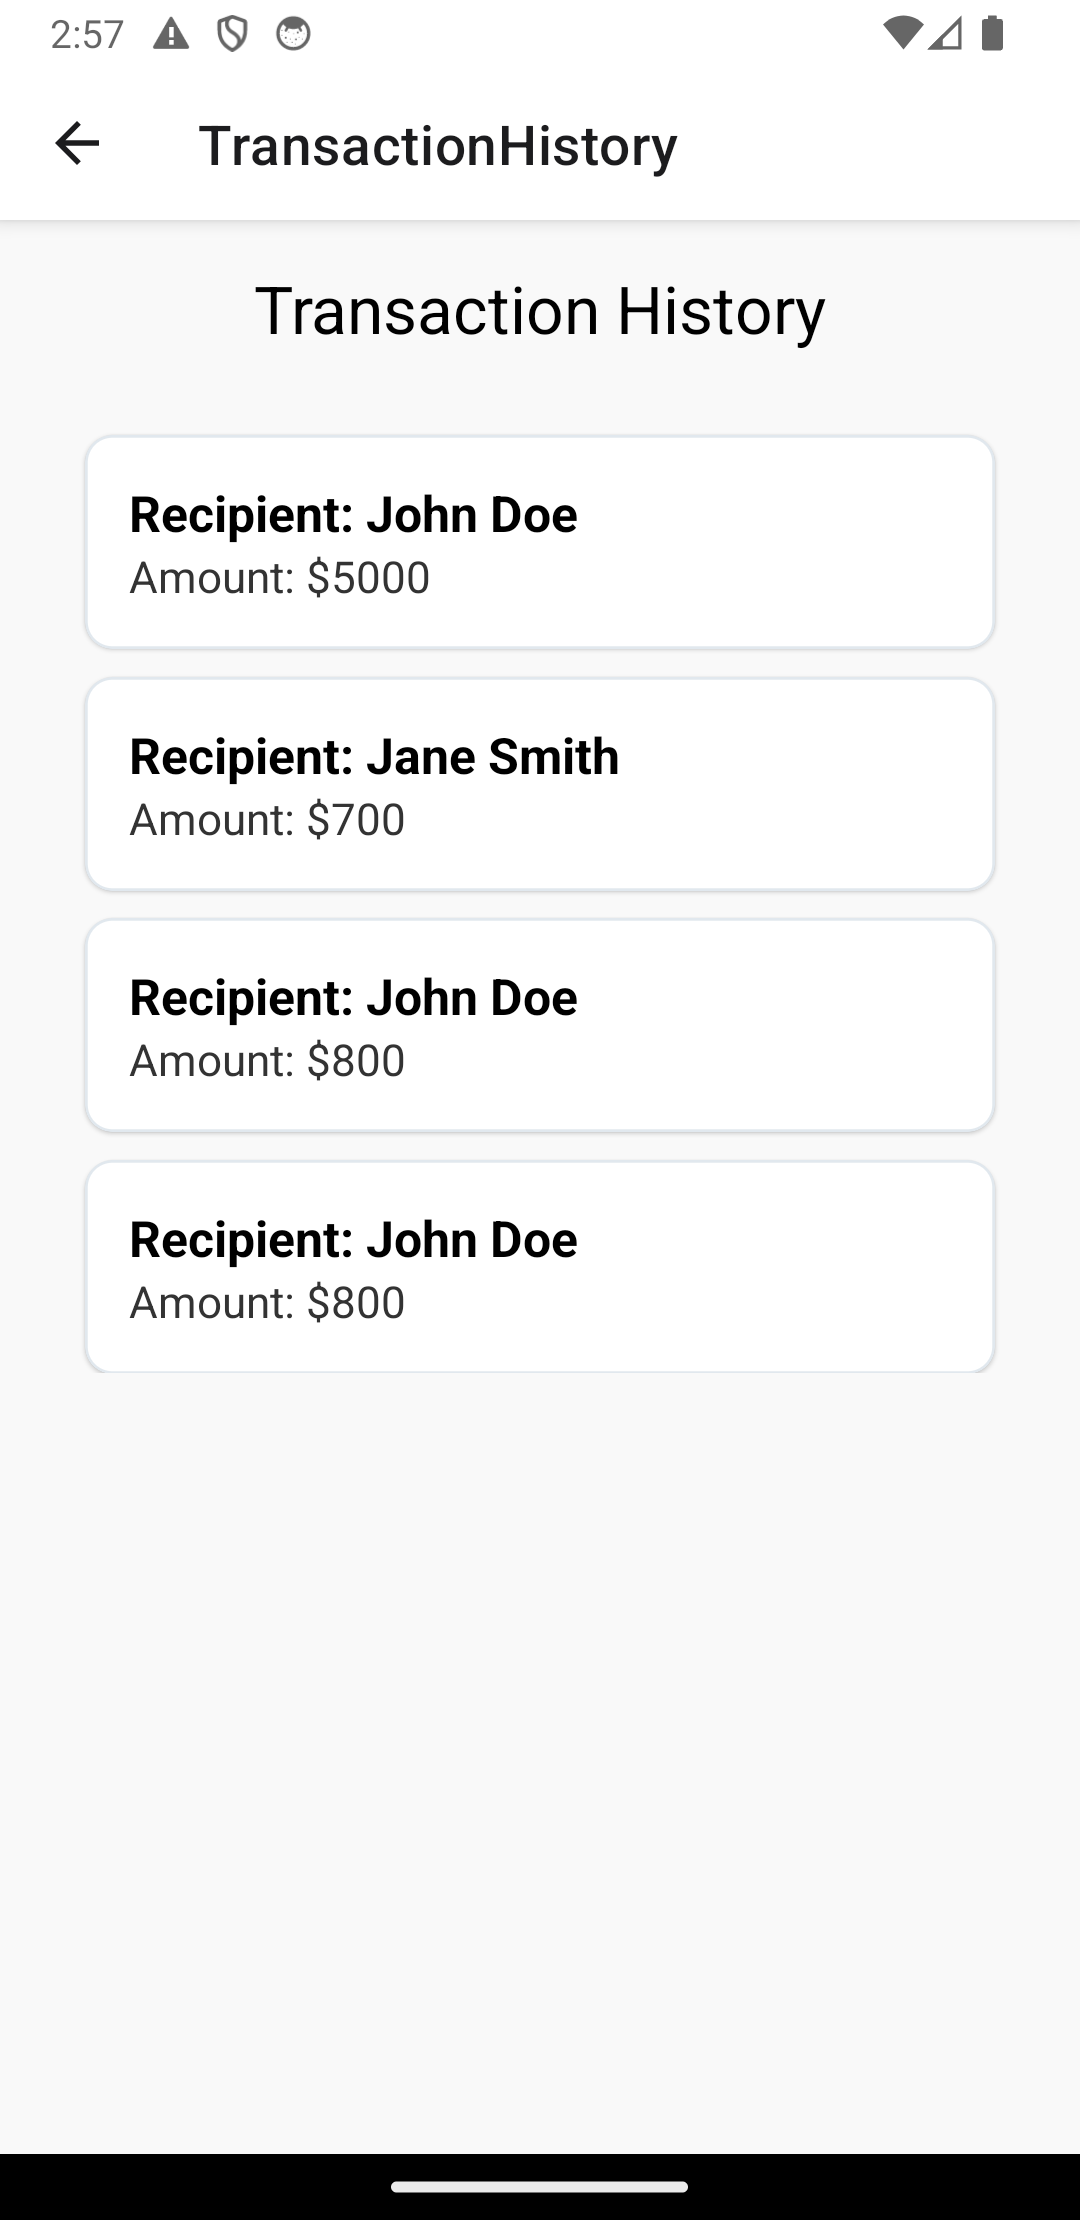 2:57
TransactionHistory
Transaction History
Recipient: John Doe
Amount: $5000
Recipient: Jane Smith
Amount: $700
Recipient: John Doe
Amount: $800
Recipient: John Doe
Amount: $800